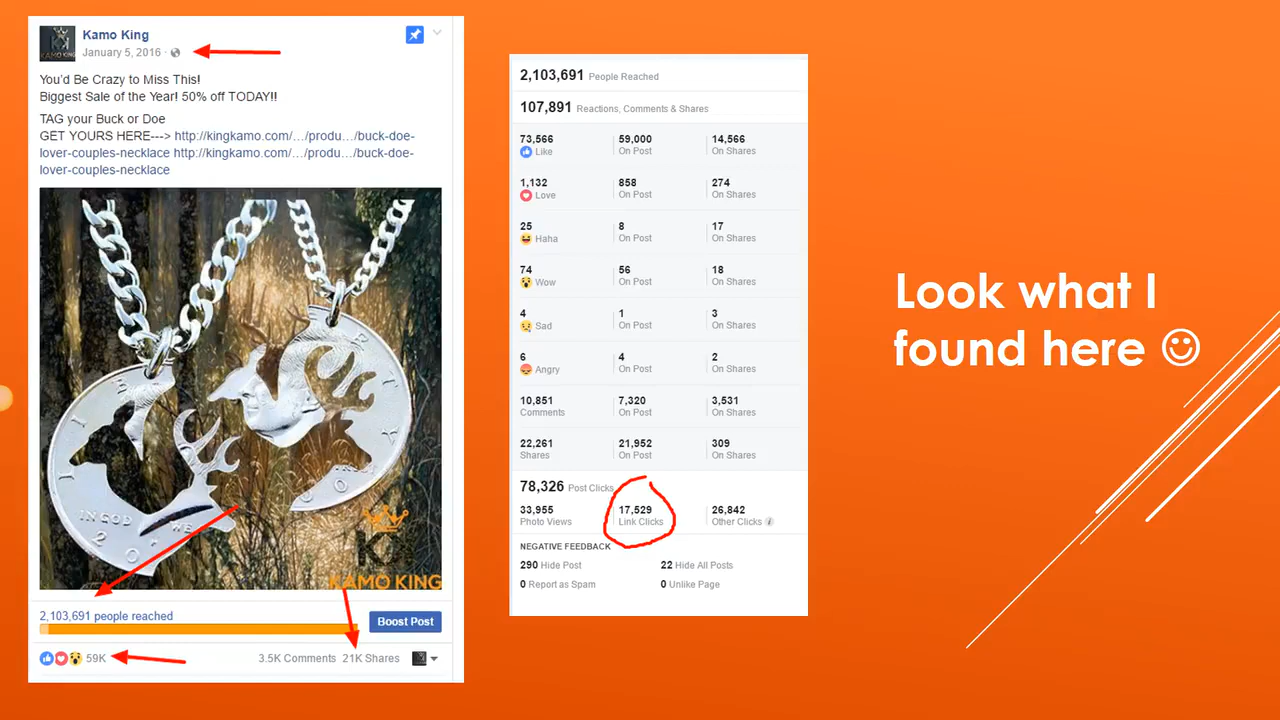 Kamo King
January 5, 2016
You'd Be Crazy to Miss This!
Biggest Sale of the Year! 50% off TODAY!!
TAG your Buck or Doe
GET YOURS HERE---> http://kingkamo.com/.../produ.../buck-doe-
lover-couples-necklace http://kingkamo.com/.../produ.../buck-doe-
lover-couples-necklace
IN GOD WE
20
KAMO KING
2,103,691 people reached
Boost Post
59K
3.5K Comments 21K Shares
2,103,691 People Reached
107,891 Reactions, Comments & Shares
73,566 59,000 14,566
Like On Post On Shares
1,132 858 274
Love On Post On Shares
25 8 17
Haha On Post On Shares
74 56 18
Wow On Post On Shares
4 1 3
Sad On Post On Shares
6 4 2
Angry On Post On Shares
10,851 7,320 3,531
Comments On Post On Shares
22,261 21,952 309
Shares On Post On Shares
78,326 Post Clicks
33,955 17,529 26,842
Photo Views Link Clicks Other Clicks
NEGATIVE FEEDBACK
290 Hide Post 22 Hide All Posts
0 Report as Spam 0 Unlike Page
Look what I
found here ☺